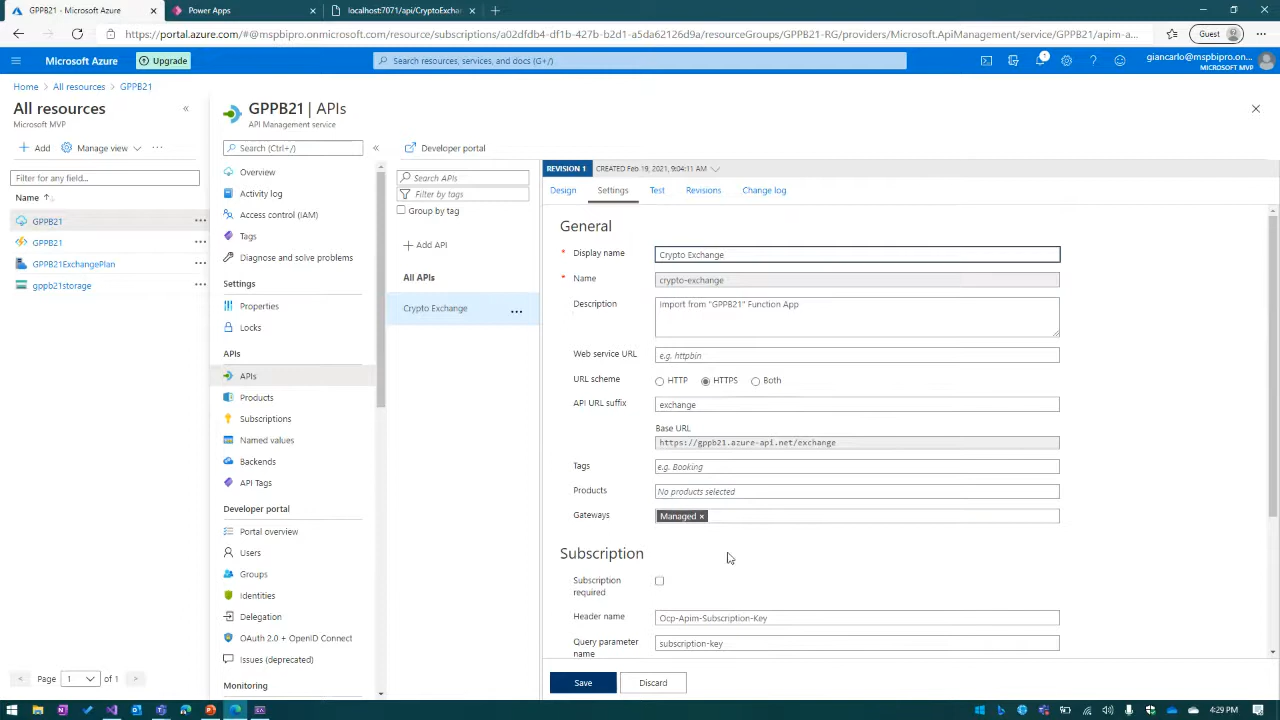 GPPB21 - Microsoft Azure
Power Apps
localhost:7071/api/CryptoExchan
https://portal.azure.com/#@mspbipro.onmicrosoft.com/resource/subscriptions/a02dfdb4-df1b-427b-b2d1-a5da62126d9a/resourceGroups/GPPB21-RG/providers/Microsoft.ApiManagement/service/GPPB21/apim-a...
Guest
Microsoft Azure
Upgrade
Search resources, services, and docs (G+/)
1
giancarlo@mspbipro.on...
MICROSOFT MVP
Home > All resources > GPPB21
All resources
Microsoft MVP
+ Add
Manage view
Filter for any field...
Name
GPPB21
GPPB21
GPPB21ExchangePlan
gppb21storage
< Page 1 of 1 >
GPPB21 | APIs
API Management service
Search (Ctrl+/)
Overview
Activity log
Access control (IAM)
Tags
Diagnose and solve problems
Settings
Properties
Locks
APIs
APIs
Products
Subscriptions
Named values
Backends
API Tags
Developer portal
Portal overview
Users
Groups
Identities
Delegation
OAuth 2.0 + OpenID Connect
Issues (deprecated)
Monitoring
Developer portal
Search APIs
Filter by tags
Group by tag
+ Add API
All APIs
Crypto Exchange
REVISION 1
CREATED Feb 19, 2021, 9:04:11 AM
Design
Settings
Test
Revisions
Change log
General
* Display name
Crypto Exchange
* Name
crypto-exchange
Description
Import from "GPPB21" Function App
Web service URL
e.g. httpbin
URL scheme
HTTP
HTTPS
Both
API URL suffix
exchange
Base URL
https://gppb21.azure-api.net/exchange
Tags
e.g. Booking
Products
No products selected
Gateways
Managed ×
Subscription
Subscription
required
Header name
Ocp-Apim-Subscription-Key
Query parameter
name
subscription-key
Save
Discard
4:29 PM